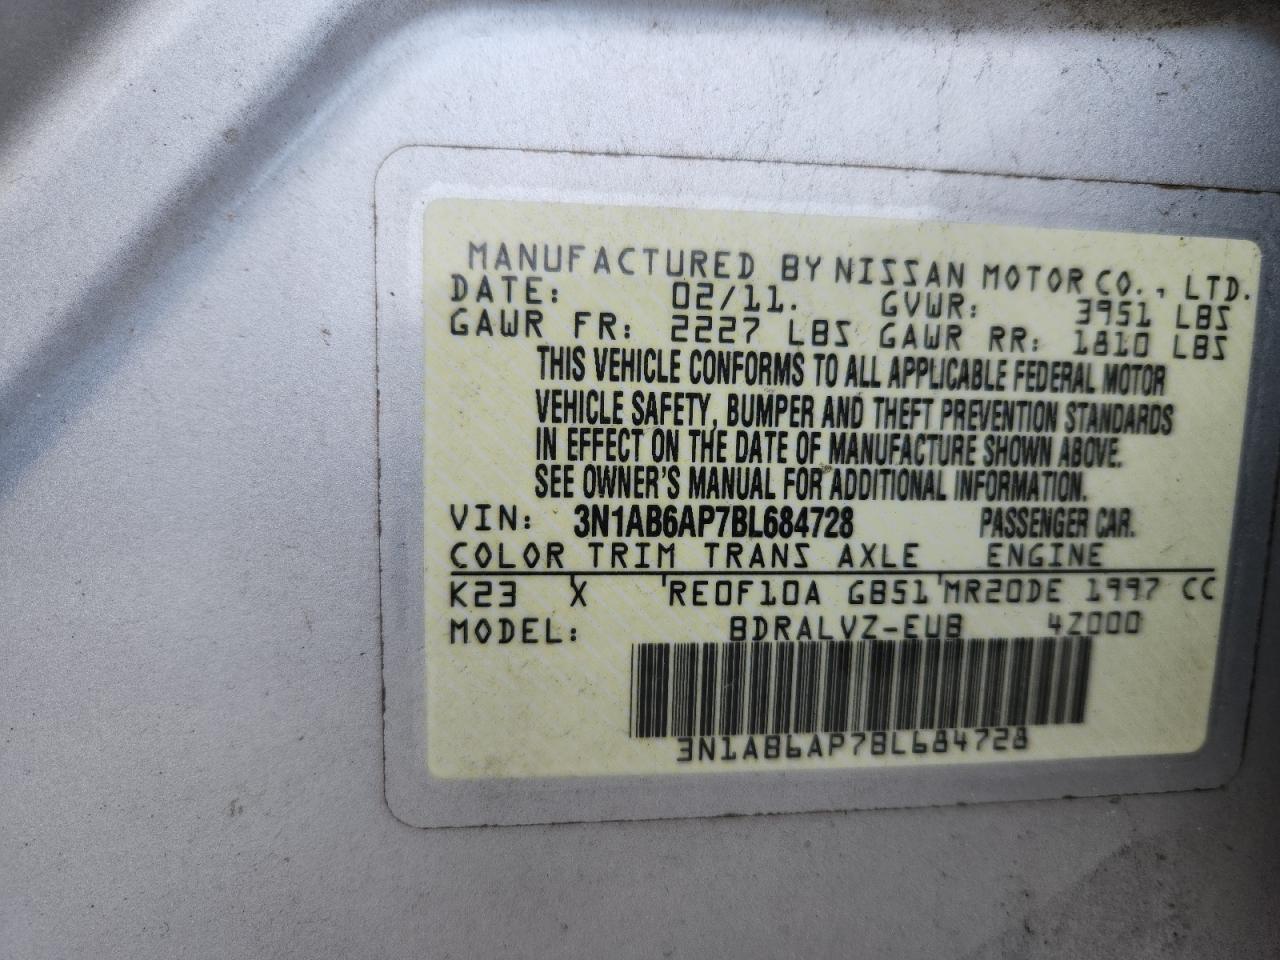 MANUFACTURED BY NISSAN MOTOR CO., LTD.
DATE: 02/11. GVWR: 3951 LBS
GAWR FR: 2227 LBS GAWR RR: 1810 LBS
THIS VEHICLE CONFORMS TO ALL APPLICABLE FEDERAL MOTOR
VEHICLE SAFETY, BUMPER AND THEFT PREVENTION STANDARDS
IN EFFECT ON THE DATE OF MANUFACTURE SHOWN ABOVE.
SEE OWNER'S MANUAL FOR ADDITIONAL INFORMATION.
VIN: 3N1AB6AP7BL684728 PASSENGER CAR.
COLOR TRIM TRANS AXLE ENGINE
K23 X RE0F10A GB51 MR20DE 1997 CC
MODEL: BDRALVZ-EUB 4Z000
3N1AB6AP7BL684728